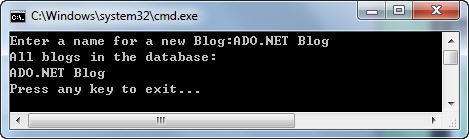 C:\Windows\system32\cmd.exe
Enter a name for a new Blog:ADO.NET Blog
All blogs in the database:
ADO.NET Blog
Press any key to exit...